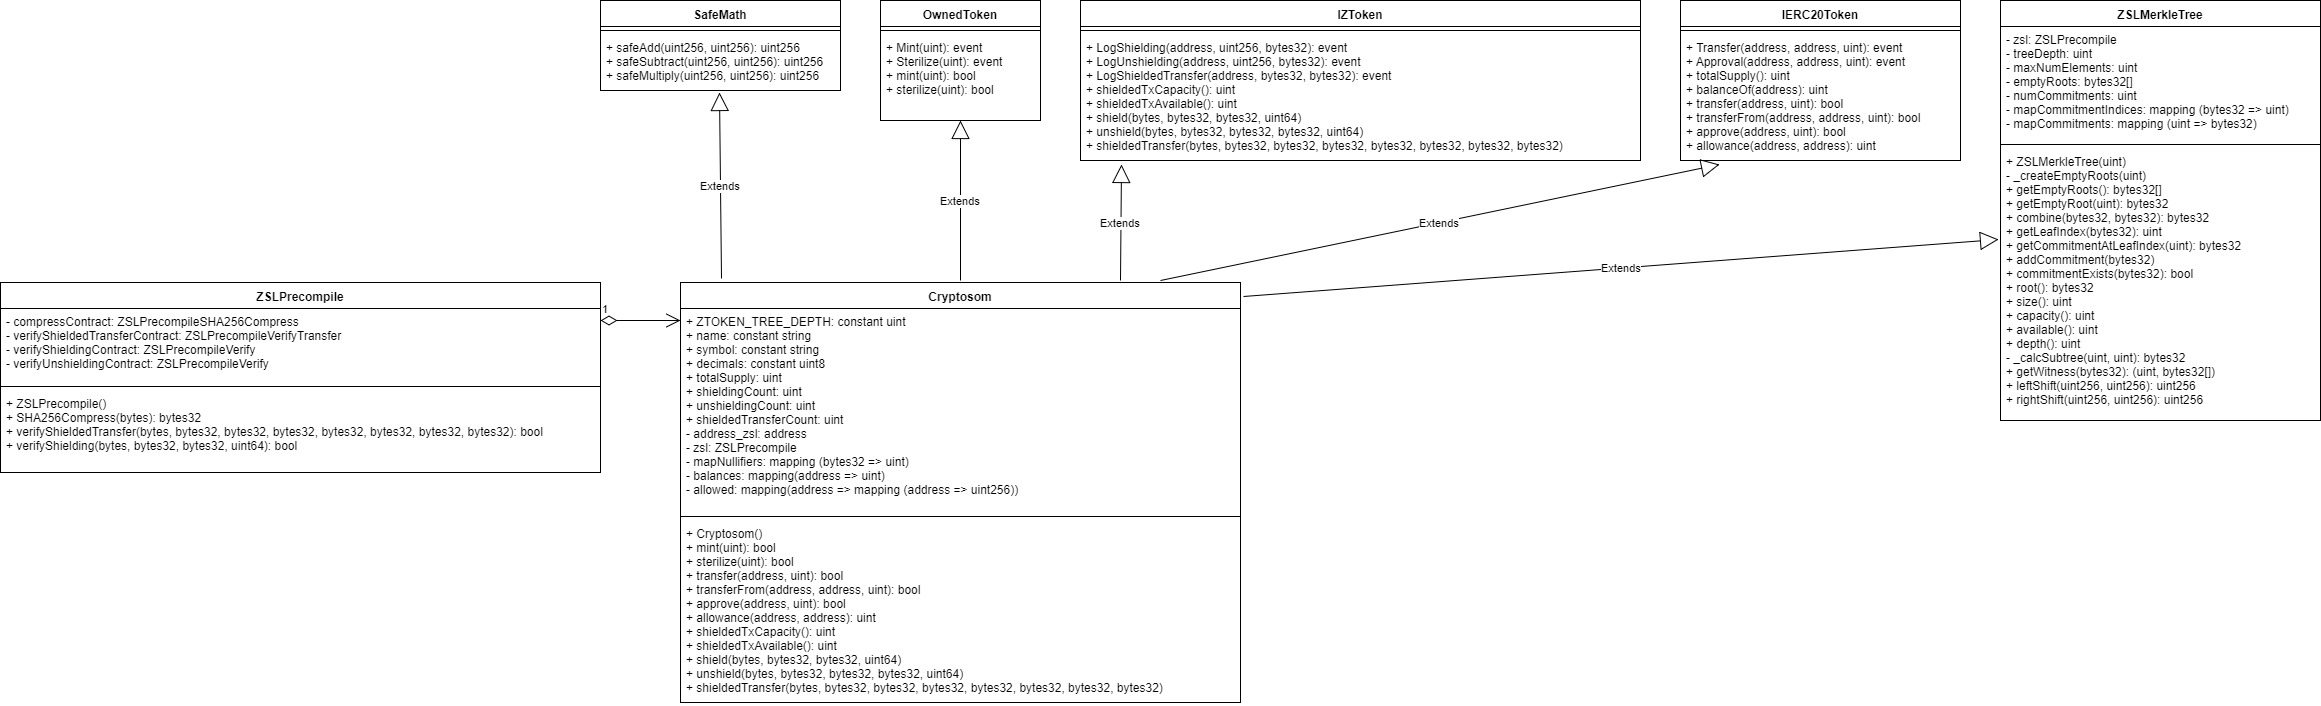 SafeMath
+ safeAdd(uint256, uint256): uint256
+ safeSubtract(uint256, uint256): uint256
+ safeMultiply(uint256, uint256): uint256
OwnedToken
+ Mint(uint): event
+ Sterilize(uint): event
+ mint(uint): bool
+ sterilize(uint): bool
IZToken
+ LogShielding(address, uint256, bytes32): event
+ LogUnshielding(address, uint256, bytes32): event
+ LogShieldedTransfer(address, bytes32, bytes32): event
+ shieldedTxCapacity(): uint
+ shieldedTxAvailable(): uint
+ shield(bytes, bytes32, bytes32, uint64)
+ unshield(bytes, bytes32, bytes32, bytes32, uint64)
+ shieldedTransfer(bytes, bytes32, bytes32, bytes32, bytes32, bytes32, bytes32, bytes32)
IERC20Token
+ Transfer(address, address, uint): event
+ Approval(address, address, uint): event
+ totalSupply(): uint
+ balanceOf(address): uint
+ transfer(address, uint): bool
+ transferFrom(address, address, uint): bool
+ approve(address, uint): bool
+ allowance(address, address): uint
ZSLMerkleTree
- zsl: ZSLPrecompile
- treeDepth: uint
- maxNumElements: uint
- emptyRoots: bytes32[]
- numCommitments: uint
- mapCommitmentIndices: mapping (bytes32 => uint)
- mapCommitments: mapping (uint => bytes32)
+ ZSLMerkleTree(uint)
- _createEmptyRoots(uint)
+ getEmptyRoots(): bytes32[]
+ getEmptyRoot(uint): bytes32
+ combine(bytes32, bytes32): bytes32
+ getLeafIndex(bytes32): uint
+ getCommitmentAtLeafIndex(uint): bytes32
+ addCommitment(bytes32)
+ commitmentExists(bytes32): bool
+ root(): bytes32
+ size(): uint
+ capacity(): uint
+ available(): uint
+ depth(): uint
- _calcSubtree(uint, uint): bytes32
+ getWitness(bytes32): (uint, bytes32[])
+ leftShift(uint256, uint256): uint256
+ rightShift(uint256, uint256): uint256
Extends
Extends
Extends
Extends
Extends
ZSLPrecompile
- compressContract: ZSLPrecompileSHA256Compress
- verifyShieldedTransferContract: ZSLPrecompileVerifyTransfer
- verifyShieldingContract: ZSLPrecompileVerify
- verifyUnshieldingContract: ZSLPrecompileVerify
+ ZSLPrecompile()
+ SHA256Compress(bytes): bytes32
+ verifyShieldedTransfer(bytes, bytes32, bytes32, bytes32, bytes32, bytes32, bytes32, bytes32): bool
+ verifyShielding(bytes, bytes32, bytes32, uint64): bool
1
Cryptosom
+ ZTOKEN_TREE_DEPTH: constant uint
+ name: constant string
+ symbol: constant string
+ decimals: constant uint8
+ totalSupply: uint
+ shieldingCount: uint
+ unshieldingCount: uint
+ shieldedTransferCount: uint
- address_zsl: address
- zsl: ZSLPrecompile
- mapNullifiers: mapping (bytes32 => uint)
- balances: mapping(address => uint)
- allowed: mapping(address => mapping (address => uint256))
+ Cryptosom()
+ mint(uint): bool
+ sterilize(uint): bool
+ transfer(address, uint): bool
+ transferFrom(address, address, uint): bool
+ approve(address, uint): bool
+ allowance(address, address): uint
+ shieldedTxCapacity(): uint
+ shieldedTxAvailable(): uint
+ shield(bytes, bytes32, bytes32, uint64)
+ unshield(bytes, bytes32, bytes32, bytes32, uint64)
+ shieldedTransfer(bytes, bytes32, bytes32, bytes32, bytes32, bytes32, bytes32, bytes32)